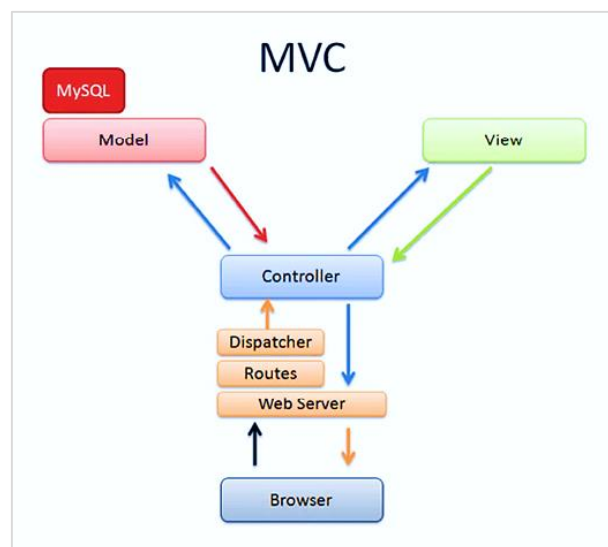 MVC
MySQL
Model
View
Controller
Dispatcher
Routes
Web Server
Browser